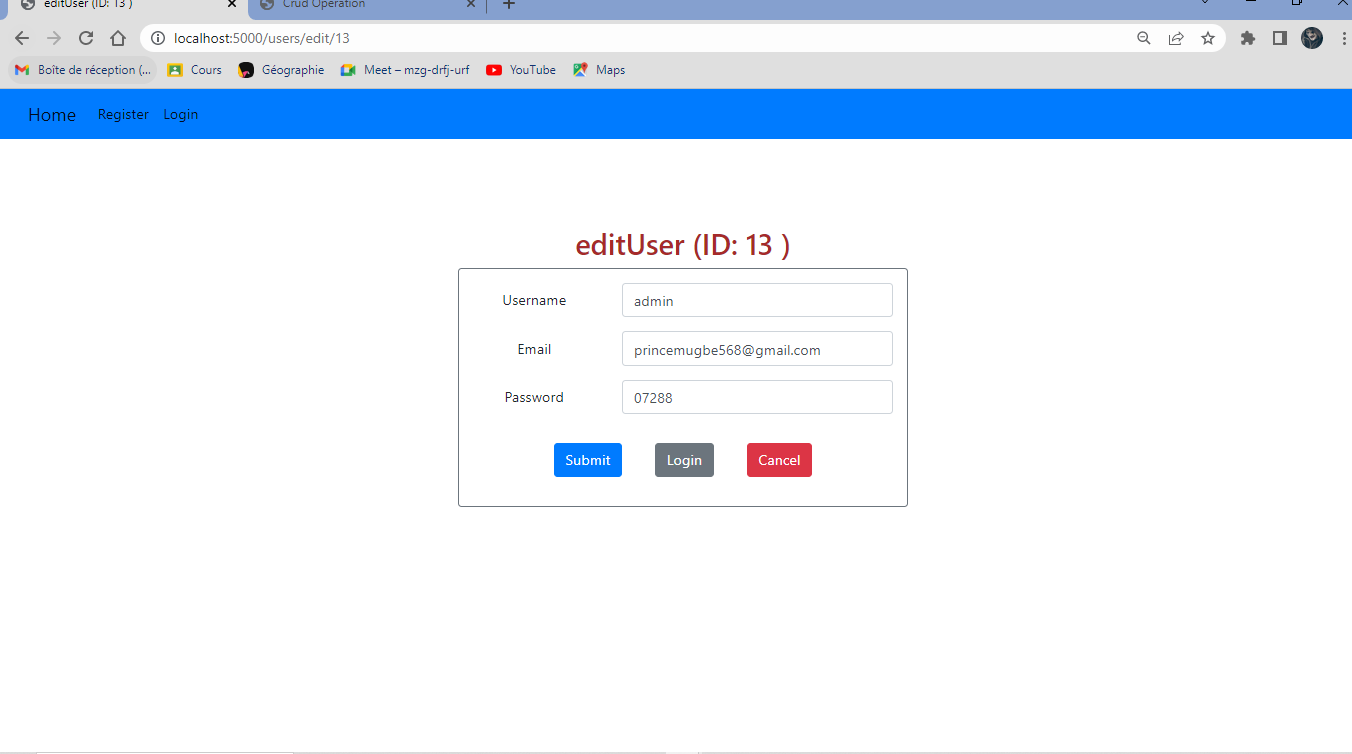 editUser (ID: 13 )
Crud Operation
localhost:5000/users/edit/13
Boîte de réception (...
Cours
Géographie
Meet – mzg-drfj-urf
YouTube
Maps
Home
Register
Login
editUser (ID: 13 )
Username
admin
Email
princemugbe568@gmail.com
Password
07288
Submit
Login
Cancel